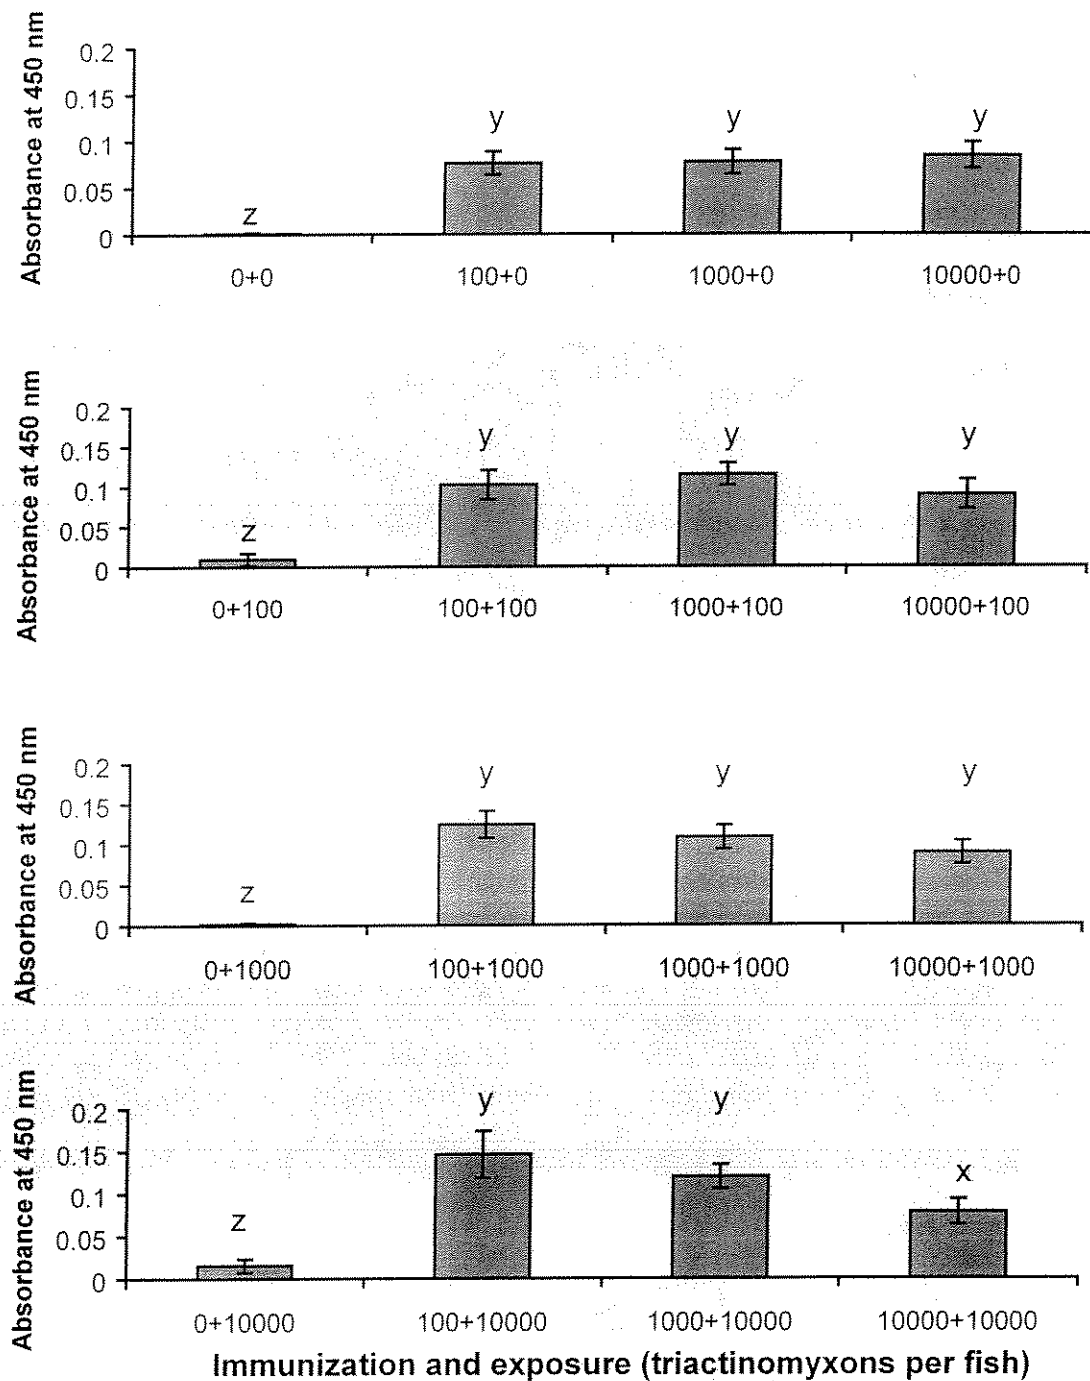 Absorbance at 450 nm
0.2
0.15
0.1
0.05
0
z
y
y
y
0+0
100+0
1000+0
10000+0
Absorbance at 450 nm
0.2
0.15
0.1
0.05
0
z
y
y
y
0+100
100+100
1000+100
10000+100
Absorbance at 450 nm
0.2
0.15
0.1
0.05
0
z
y
y
y
0+1000
100+1000
1000+1000
10000+1000
Absorbance at 450 nm
0.2
0.15
0.1
0.05
0
z
y
y
x
0+10000
100+10000
1000+10000
10000+10000
Immunization and exposure (triactinomyxons per fish)